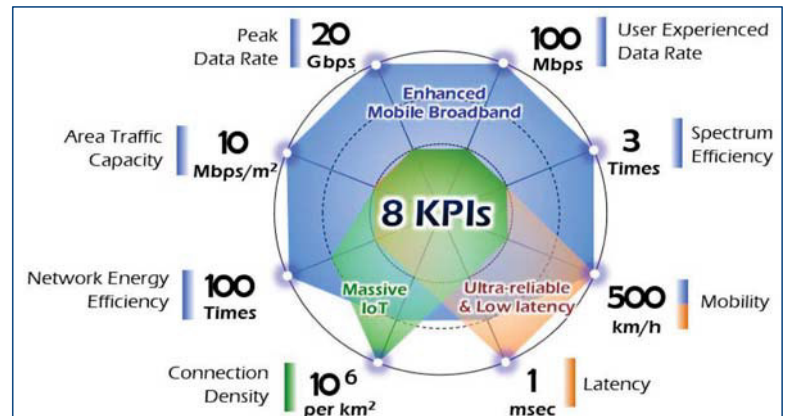 Peak
Data Rate
20
Gbps
100
Mbps
User Experienced
Data Rate
Enhanced
Mobile Broadband
Area Traffic
Capacity
10
Mbps/m²
3
Times
Spectrum
Efficiency
8 KPIs
Network Energy
Efficiency
100
Times
Massive
IoT
Ultra-reliable
& Low latency
500
km/h
Mobility
Connection
Density
10⁶
per km²
1
msec
Latency